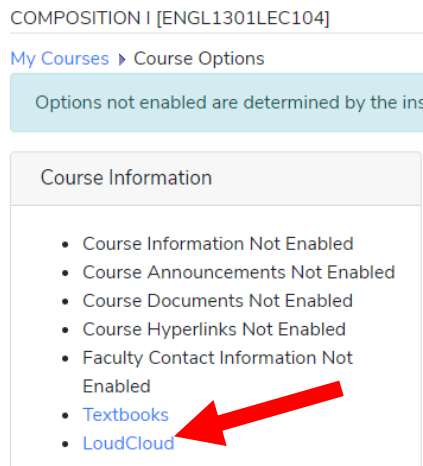 COMPOSITION I [ENGL1301LEC104]
My Courses Course Options
Options not enabled are determined by the ins
Course Information
Course Information Not Enabled
Course Announcements Not Enabled
Course Documents Not Enabled
Course Hyperlinks Not Enabled
Faculty Contact Information Not
Enabled
Textbooks
LoudCloud